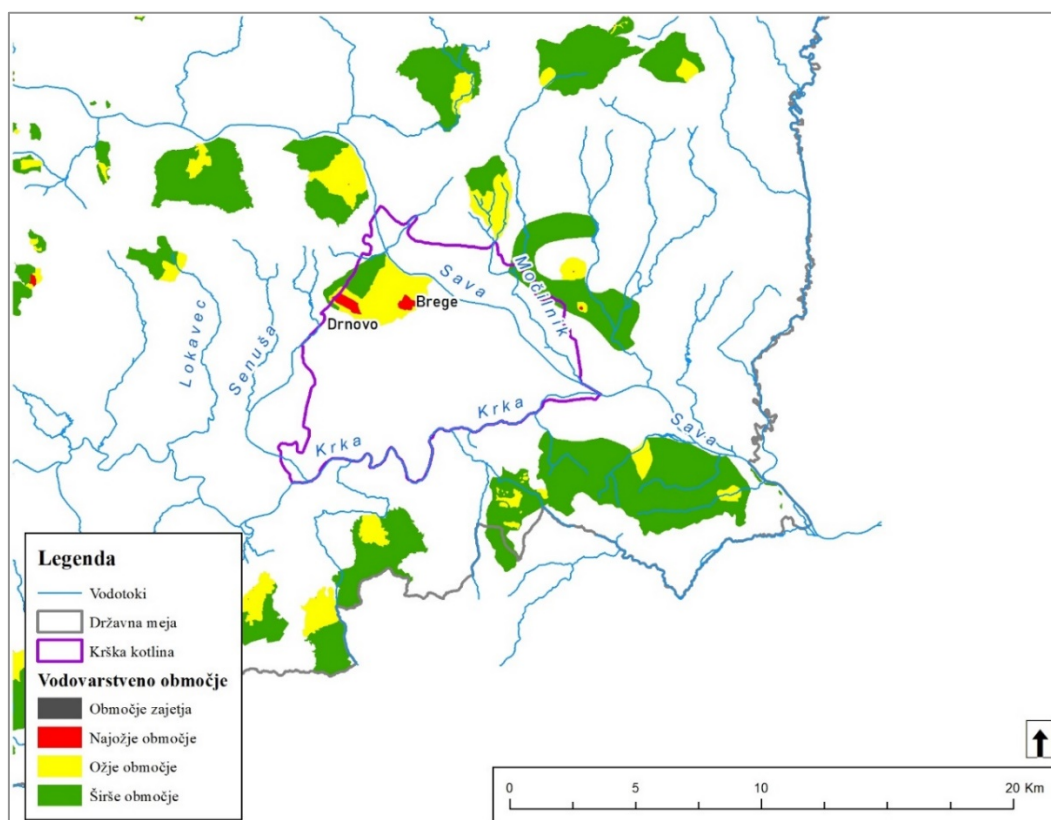 Sava
Močilnik
Brege
Drnovo
Lokavec
Senuša
Krka
Sava
Krka
Legenda
Vodotoki
Državna meja
Krška kotlina
Vodovarstveno območje
Območje zajetja
Najožje območje
Ožje območje
Širše območje
0 5 10 20 Km